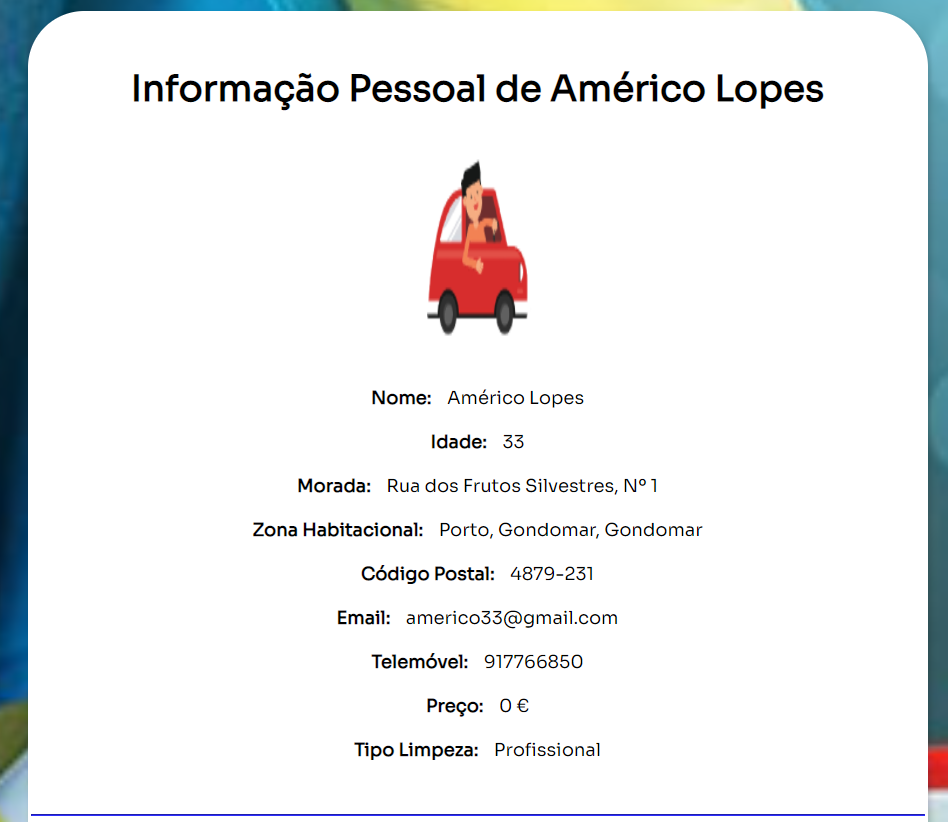 Informação Pessoal de Américo Lopes
Nome: Américo Lopes
Idade: 33
Morada: Rua dos Frutos Silvestres, Nº 1
Zona Habitacional: Porto, Gondomar, Gondomar
Código Postal: 4879-231
Email: americo33@gmail.com
Telemóvel: 917766850
Preço: 0 €
Tipo Limpeza: Profissional